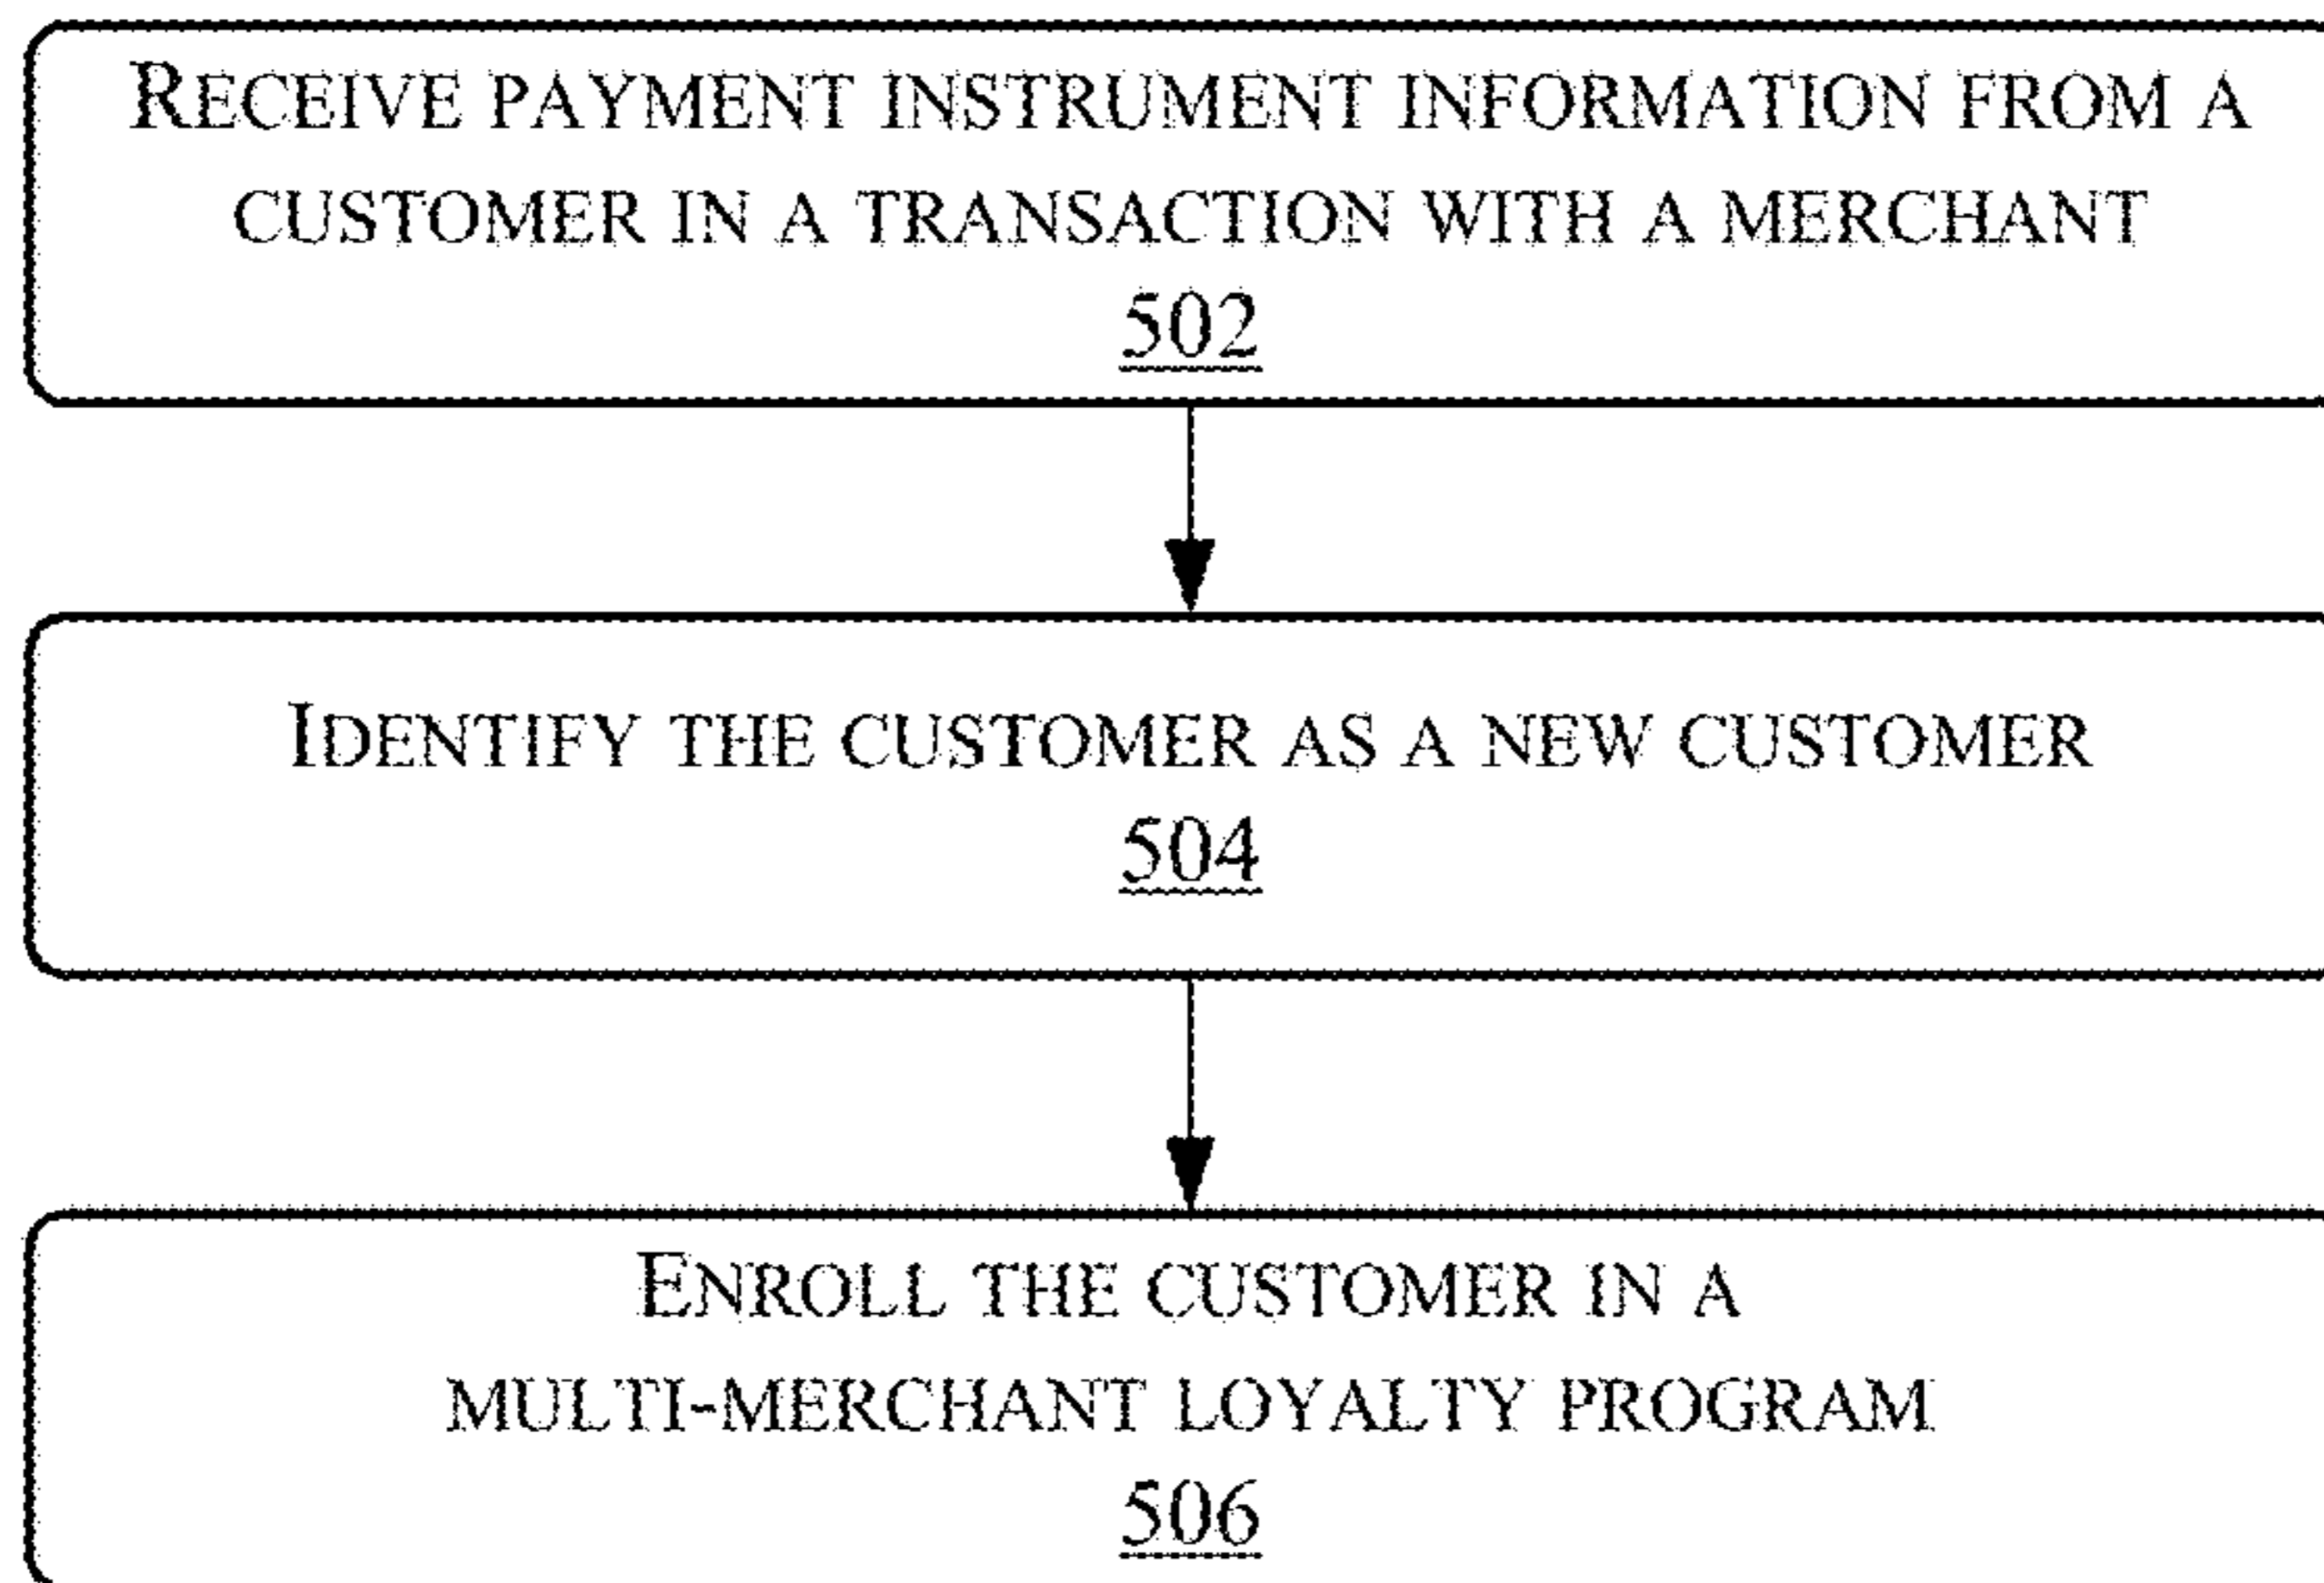 RECEIVE PAYMENT INSTRUMENT INFORMATION FROM A
CUSTOMER IN A TRANSACTION WITH A MERCHANT
502
IDENTIFY THE CUSTOMER AS A NEW CUSTOMER
504
ENROLL THE CUSTOMER IN A
MULTI-MERCHANT LOYALTY PROGRAM
506